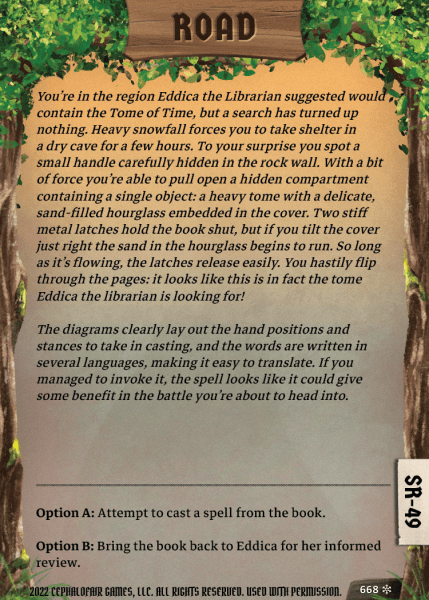 ROAD
You're in the region Eddica the Librarian suggested would
contain the Tome of Time, but a search has turned up
nothing. Heavy snowfall forces you to take shelter in
a dry cave for a few hours. To your surprise you spot a
small handle carefully hidden in the rock wall. With a bit
of force you're able to pull open a hidden compartment
containing a single object: a heavy tome with a delicate,
sand-filled hourglass embedded in the cover. Two stiff
metal latches hold the book shut, but if you tilt the cover
just right the sand in the hourglass begins to run. So long
as it's flowing, the latches release easily. You hastily flip
through the pages: it looks like this is in fact the tome
Eddica the librarian is looking for!
The diagrams clearly lay out the hand positions and
stances to take in casting, and the words are written in
several languages, making it easy to translate. If you
managed to invoke it, the spell looks like it could give
some benefit in the battle you're about to head into.
SR-49
Option A: Attempt to cast a spell from the book.
Option B: Bring the book back to Eddica for her informed
review.
2022 CEPHALOFAIR GAMES, LLC. ALL RIGHTS RESERVED. USED WITH PERMISSION.
668 ✼